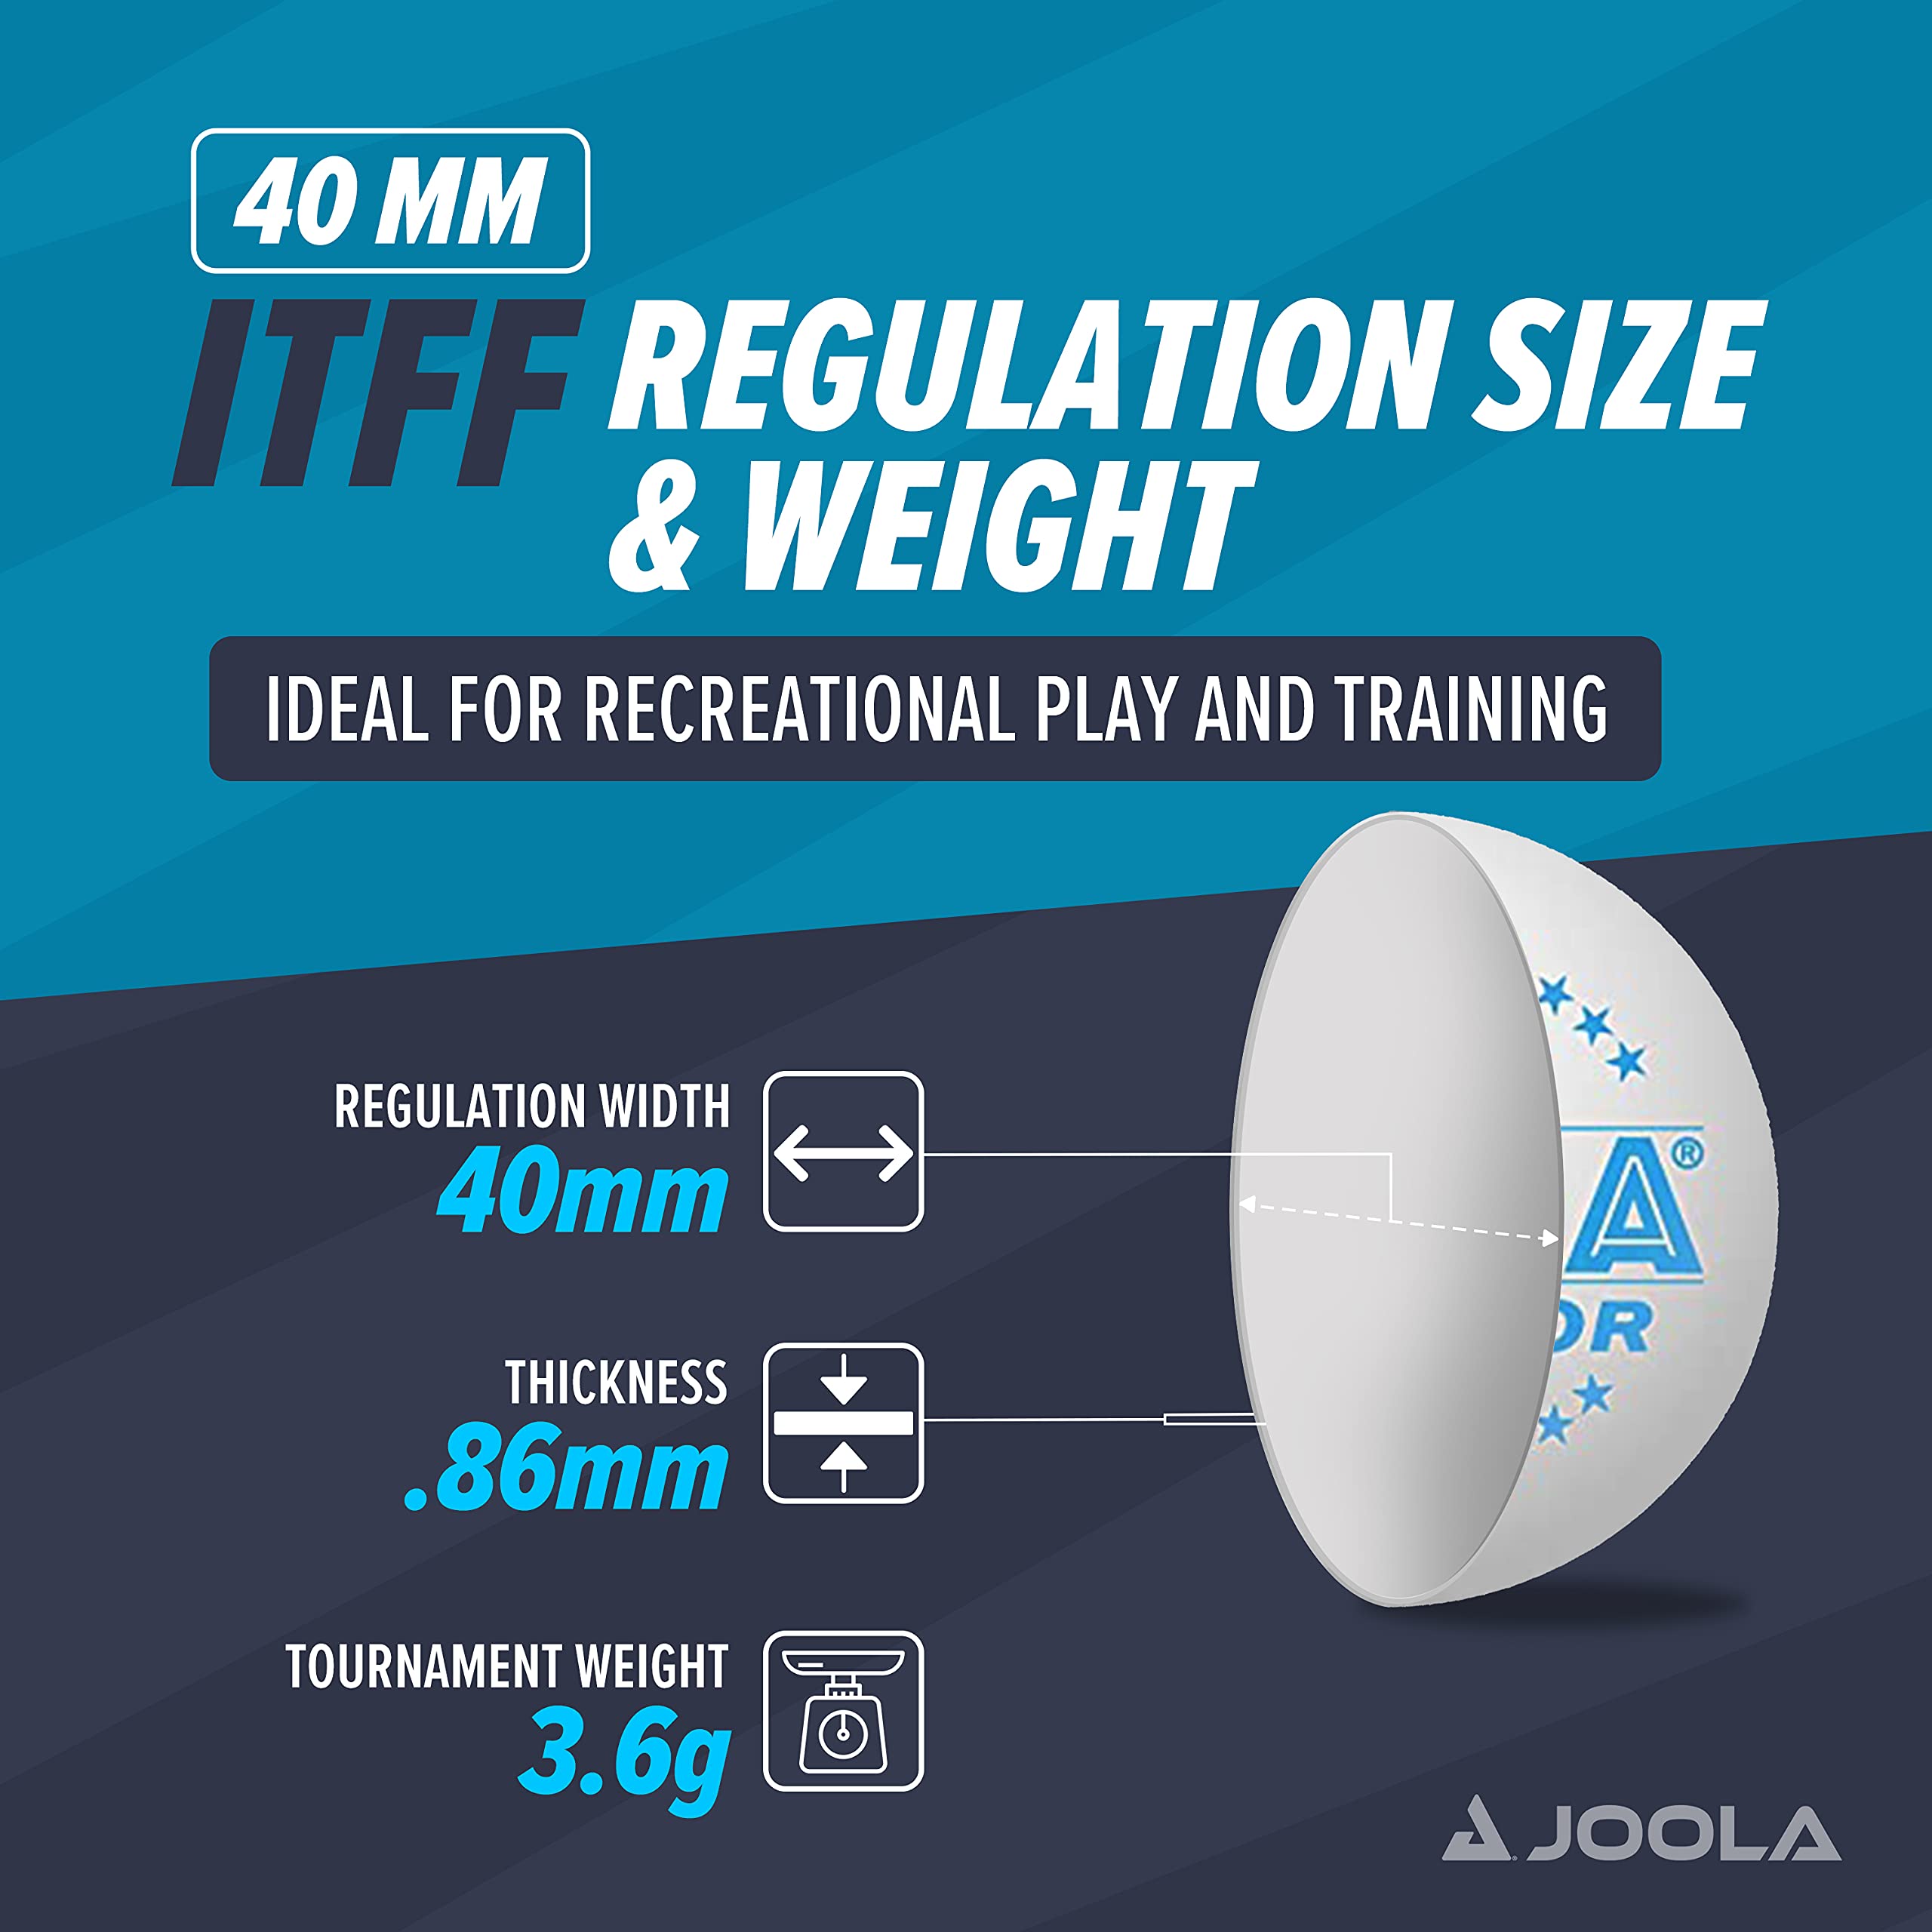 40 MM
ITFF REGULATION SIZE
& WEIGHT
IDEAL FOR RECREATIONAL PLAY AND TRAINING
REGULATION WIDTH
40mm
THICKNESS
.86mm
TOURNAMENT WEIGHT
3.6g
A®
OR
JOOLA